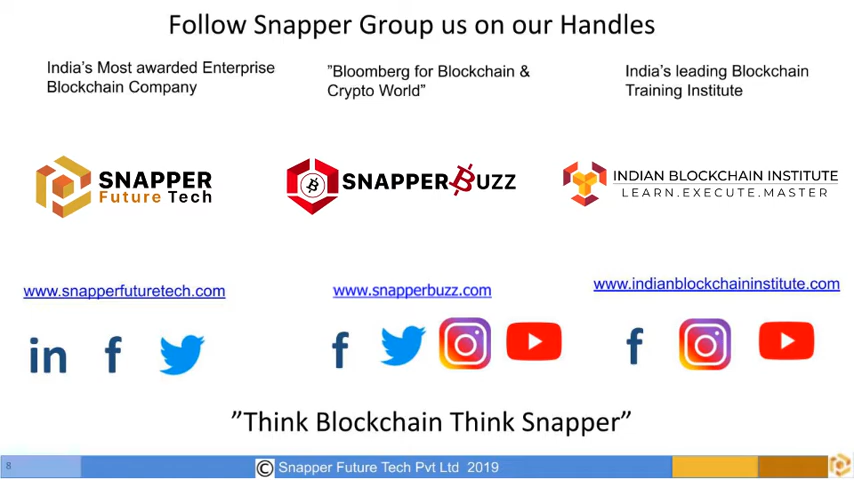 Follow Snapper Group us on our Handles
India's Most awarded Enterprise
Blockchain Company
"Bloomberg for Blockchain &
Crypto World"
India's leading Blockchain
Training Institute
SNAPPER
Future Tech
SNAPPERBUZZ
INDIAN BLOCKCHAIN INSTITUTE
LEARN.EXECUTE.MASTER
www.snapperfuturetech.com
www.snapperbuzz.com
www.indianblockchaininstitute.com
in f
f
f
"Think Blockchain Think Snapper"
8
© Snapper Future Tech Pvt Ltd 2019